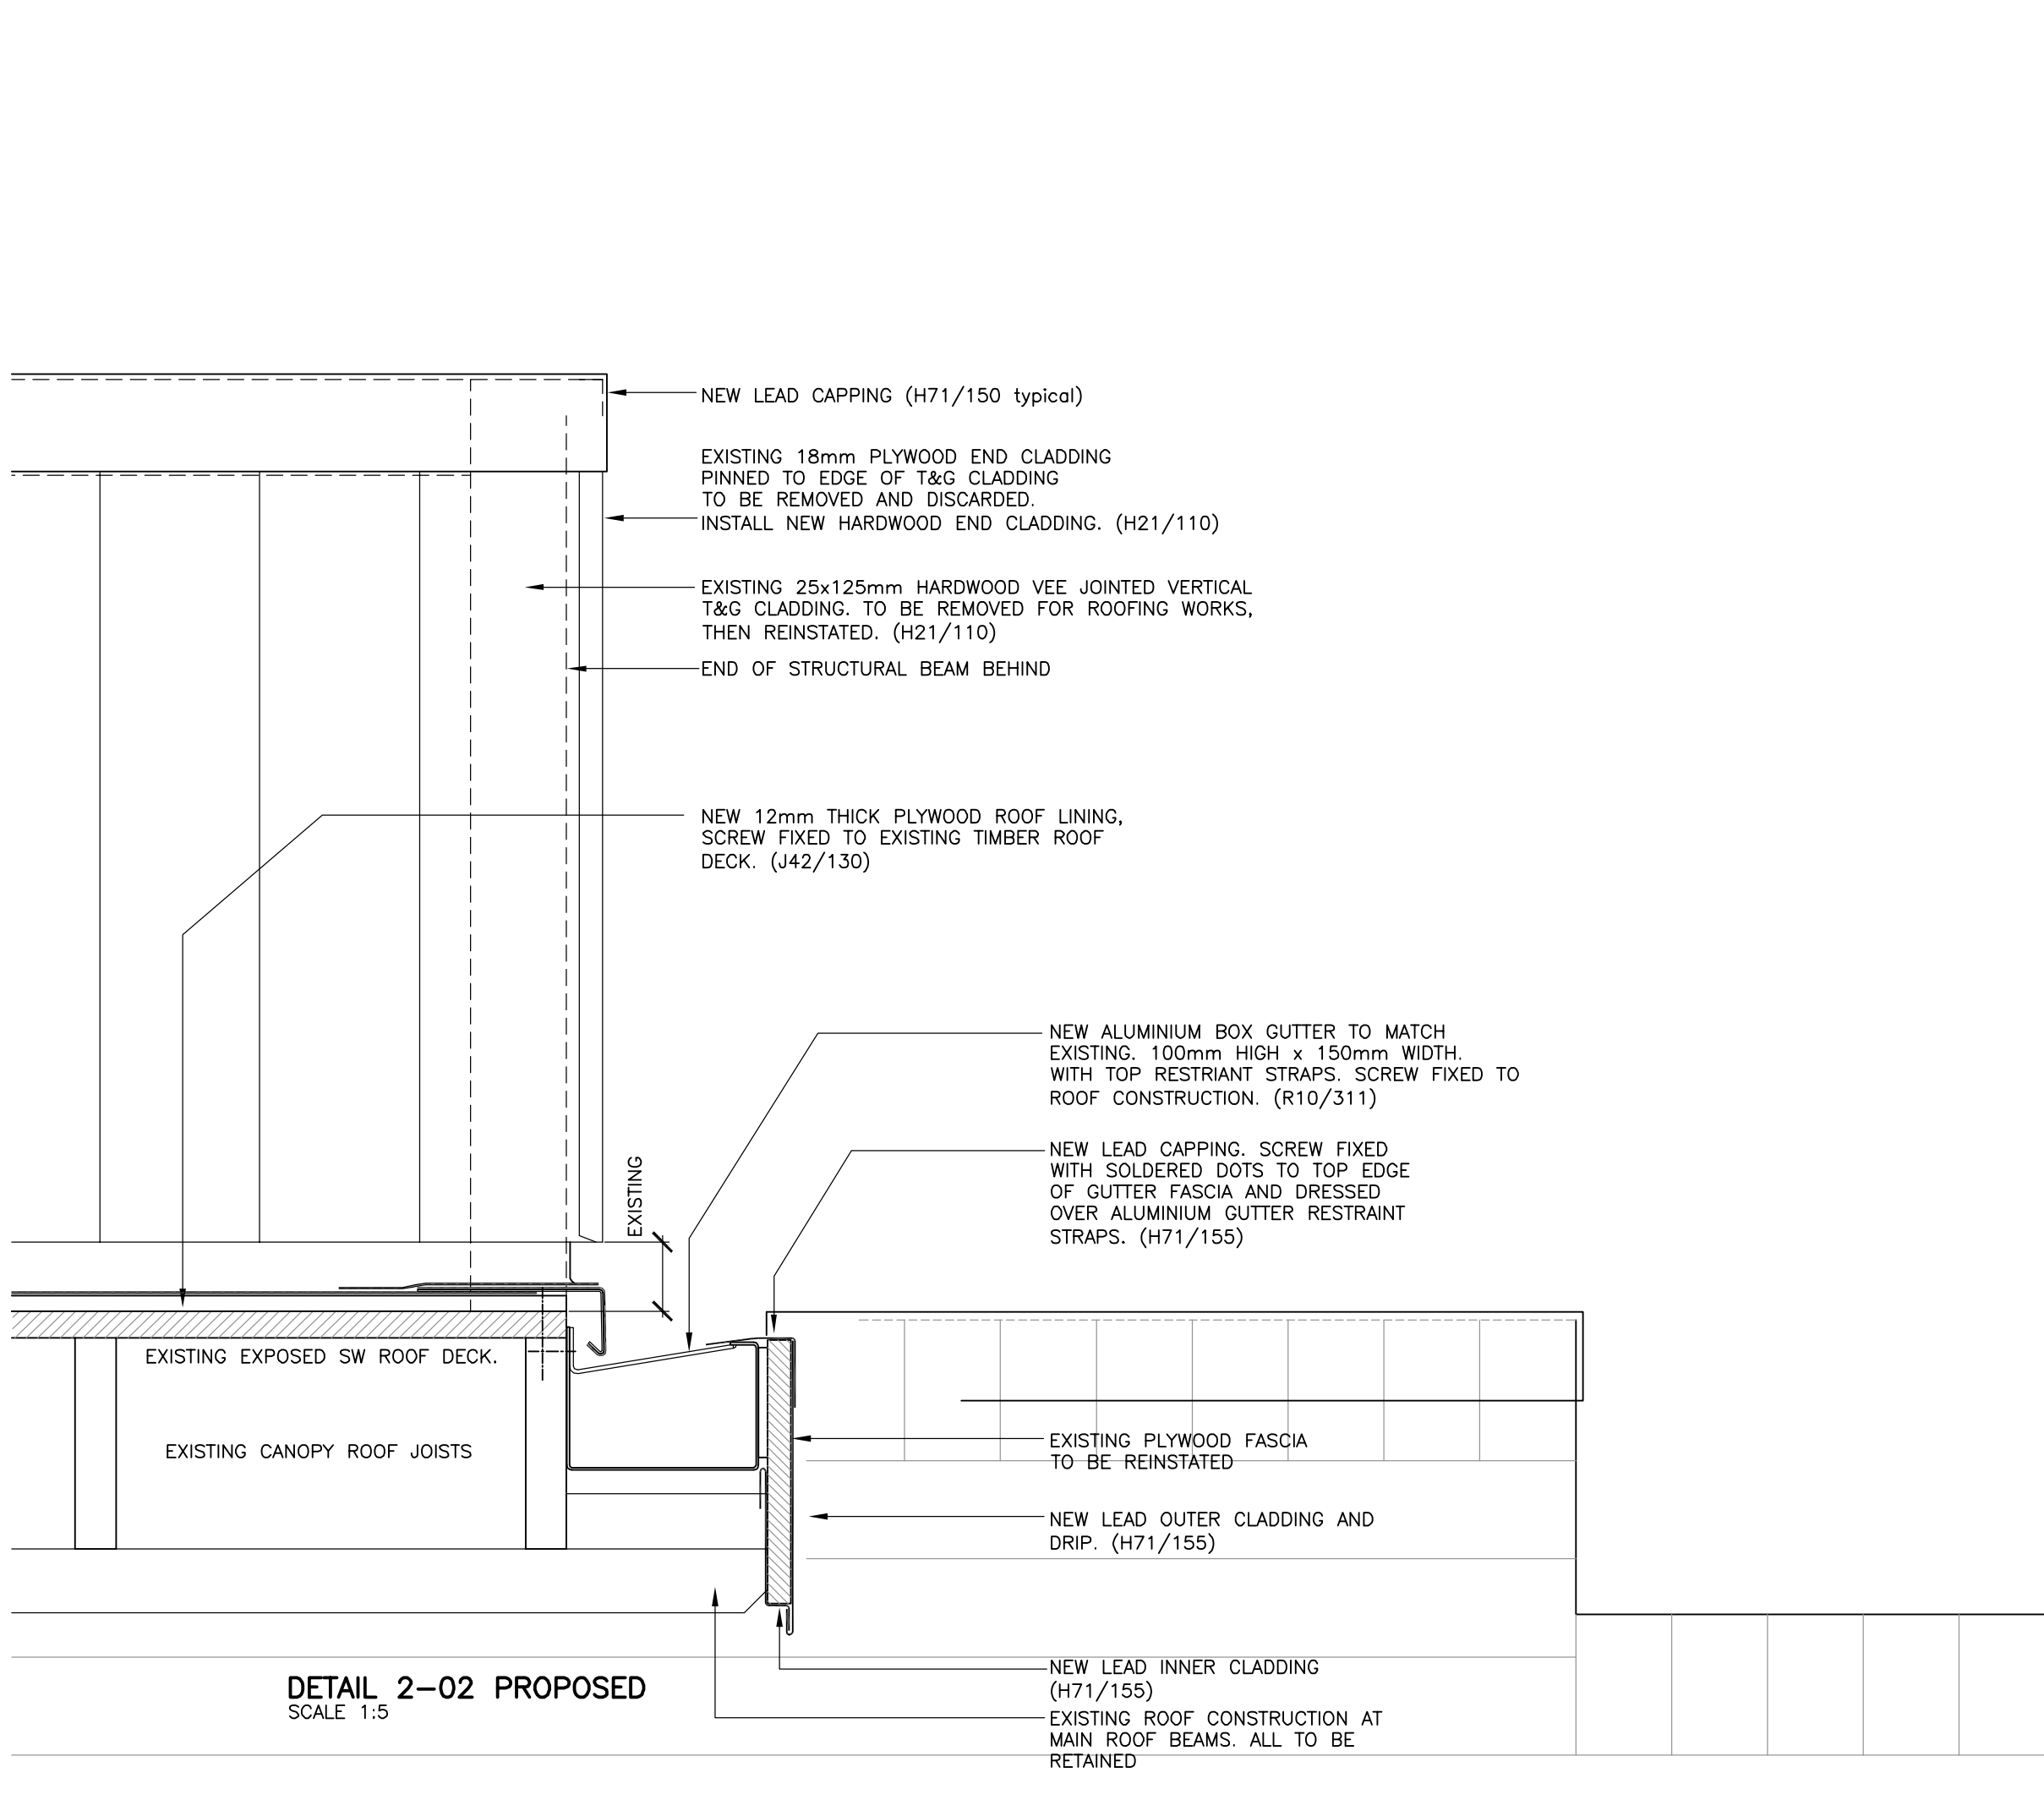 NEW LEAD CAPPING (H71/150 typical)
EXISTING 18mm PLYWOOD END CLADDING
PINNED TO EDGE OF T&G CLADDING
TO BE REMOVED AND DISCARDED.
INSTALL NEW HARDWOOD END CLADDING. (H21/110)
EXISTING 25x125mm HARDWOOD VEE JOINTED VERTICAL
T&G CLADDING. TO BE REMOVED FOR ROOFING WORKS,
THEN REINSTATED. (H21/110)
END OF STRUCTURAL BEAM BEHIND
NEW 12mm THICK PLYWOOD ROOF LINING,
SCREW FIXED TO EXISTING TIMBER ROOF
DECK. (J42/130)
NEW ALUMINIUM BOX GUTTER TO MATCH
EXISTING. 100mm HIGH x 150mm WIDTH.
WITH TOP RESTRIANT STRAPS. SCREW FIXED TO
ROOF CONSTRUCTION. (R10/311)
NEW LEAD CAPPING. SCREW FIXED
WITH SOLDERED DOTS TO TOP EDGE
OF GUTTER FASCIA AND DRESSED
OVER ALUMINIUM GUTTER RESTRAINT
STRAPS. (H71/155)
EXISTING
EXISTING EXPOSED SW ROOF DECK.
EXISTING CANOPY ROOF JOISTS
EXISTING PLYWOOD FASCIA
TO BE REINSTATED
NEW LEAD OUTER CLADDING AND
DRIP. (H71/155)
NEW LEAD INNER CLADDING
(H71/155)
EXISTING ROOF CONSTRUCTION AT
MAIN ROOF BEAMS. ALL TO BE
RETAINED
DETAIL 2-02 PROPOSED
SCALE 1:5